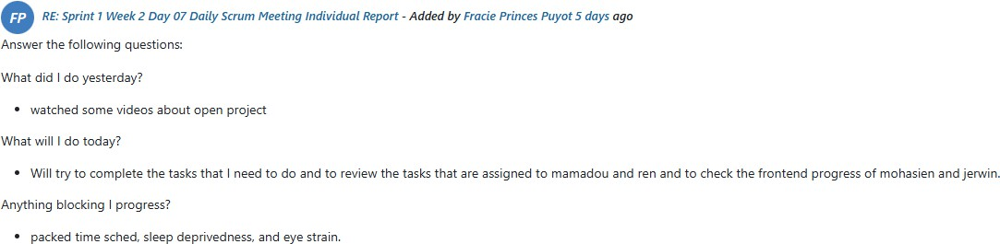 FP
RE: Sprint 1 Week 2 Day 07 Daily Scrum Meeting Individual Report - Added by Fracie Princes Puyot 5 days ago
Answer the following questions:
What did I do yesterday?
• watched some videos about open project
What will I do today?
• Will try to complete the tasks that I need to do and to review the tasks that are assigned to mamadou and ren and to check the frontend progress of mohasien and jerwin.
Anything blocking I progress?
• packed time sched, sleep deprivedness, and eye strain.